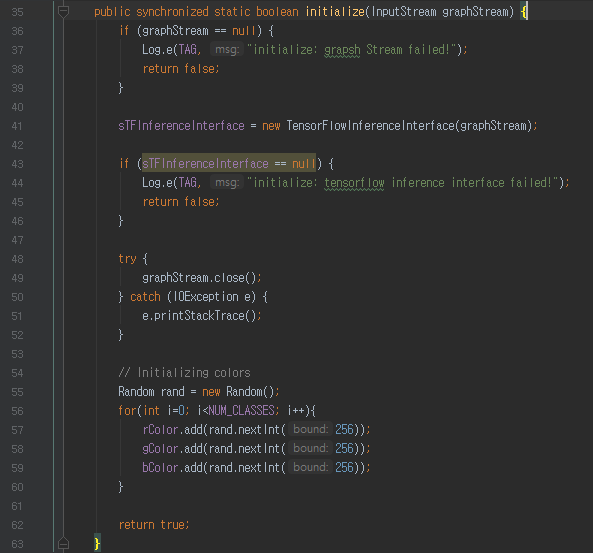 35 public synchronized static boolean initialize(InputStream graphStream) {
36 if (graphStream == null) {
37 Log.e(TAG, msg: "initialize: grapsh Stream failed!");
38 return false;
39 }
40
41 sTFInferenceInterface = new TensorFlowInferenceInterface(graphStream);
42
43 if (sTFInferenceInterface == null) {
44 Log.e(TAG, msg: "initialize: tensorflow inference interface failed!");
45 return false;
46 }
47
48 try {
49 graphStream.close();
50 } catch (IOException e) {
51 e.printStackTrace();
52 }
53
54 // Initializing colors
55 Random rand = new Random();
56 for(int i=0; i<NUM_CLASSES; i++){
57 rColor.add(rand.nextInt( bound: 256));
58 gColor.add(rand.nextInt( bound: 256));
59 bColor.add(rand.nextInt( bound: 256));
60 }
61
62 return true;
63 }